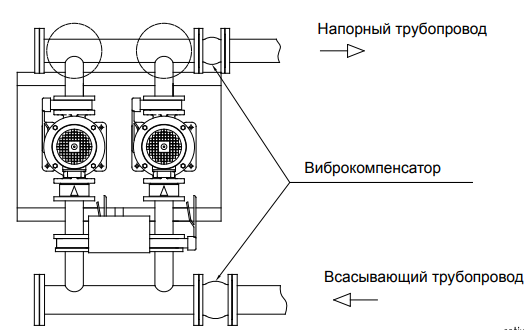 Напорный трубопровод
Виброкомпенсатор
Всасывающий трубопровод